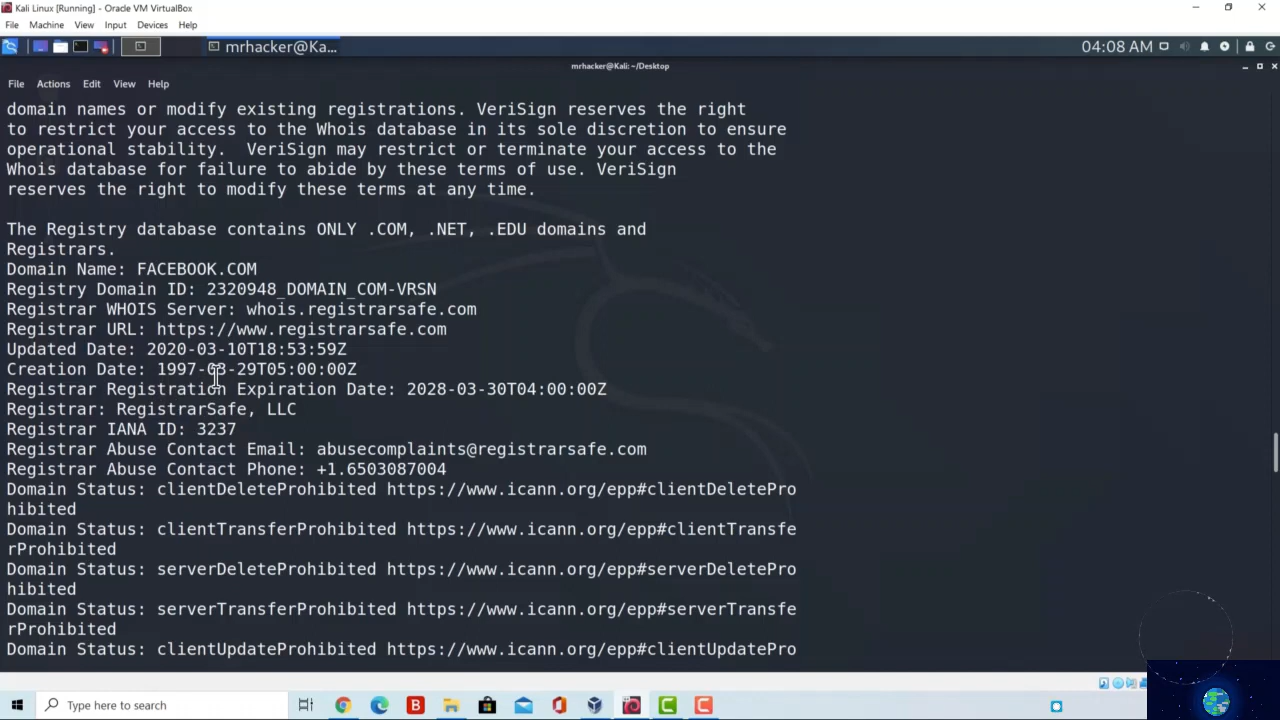 Kali Linux [Running] - Oracle VM VirtualBox
File Machine View Input Devices Help
mrhacker@Ka... 04:08 AM
mrhacker@Kali: ~/Desktop
File Actions Edit View Help
domain names or modify existing registrations. VeriSign reserves the right
to restrict your access to the Whois database in its sole discretion to ensure
operational stability.  VeriSign may restrict or terminate your access to the
Whois database for failure to abide by these terms of use. VeriSign
reserves the right to modify these terms at any time.
The Registry database contains ONLY .COM, .NET, .EDU domains and
Registrars.
Domain Name: FACEBOOK.COM
Registry Domain ID: 2320948_DOMAIN_COM-VRSN
Registrar WHOIS Server: whois.registrarsafe.com
Registrar URL: https://www.registrarsafe.com
Updated Date: 2020-03-10T18:53:59Z
Creation Date: 1997-03-29T05:00:00Z
Registrar Registration Expiration Date: 2028-03-30T04:00:00Z
Registrar: RegistrarSafe, LLC
Registrar IANA ID: 3237
Registrar Abuse Contact Email: abusecomplaints@registrarsafe.com
Registrar Abuse Contact Phone: +1.6503087004
Domain Status: clientDeleteProhibited https://www.icann.org/epp#clientDeletePro
hibited
Domain Status: clientTransferProhibited https://www.icann.org/epp#clientTransfe
rProhibited
Domain Status: serverDeleteProhibited https://www.icann.org/epp#serverDeletePro
hibited
Domain Status: serverTransferProhibited https://www.icann.org/epp#serverTransfe
rProhibited
Domain Status: clientUpdateProhibited https://www.icann.org/epp#clientUpdatePro
Type here to search